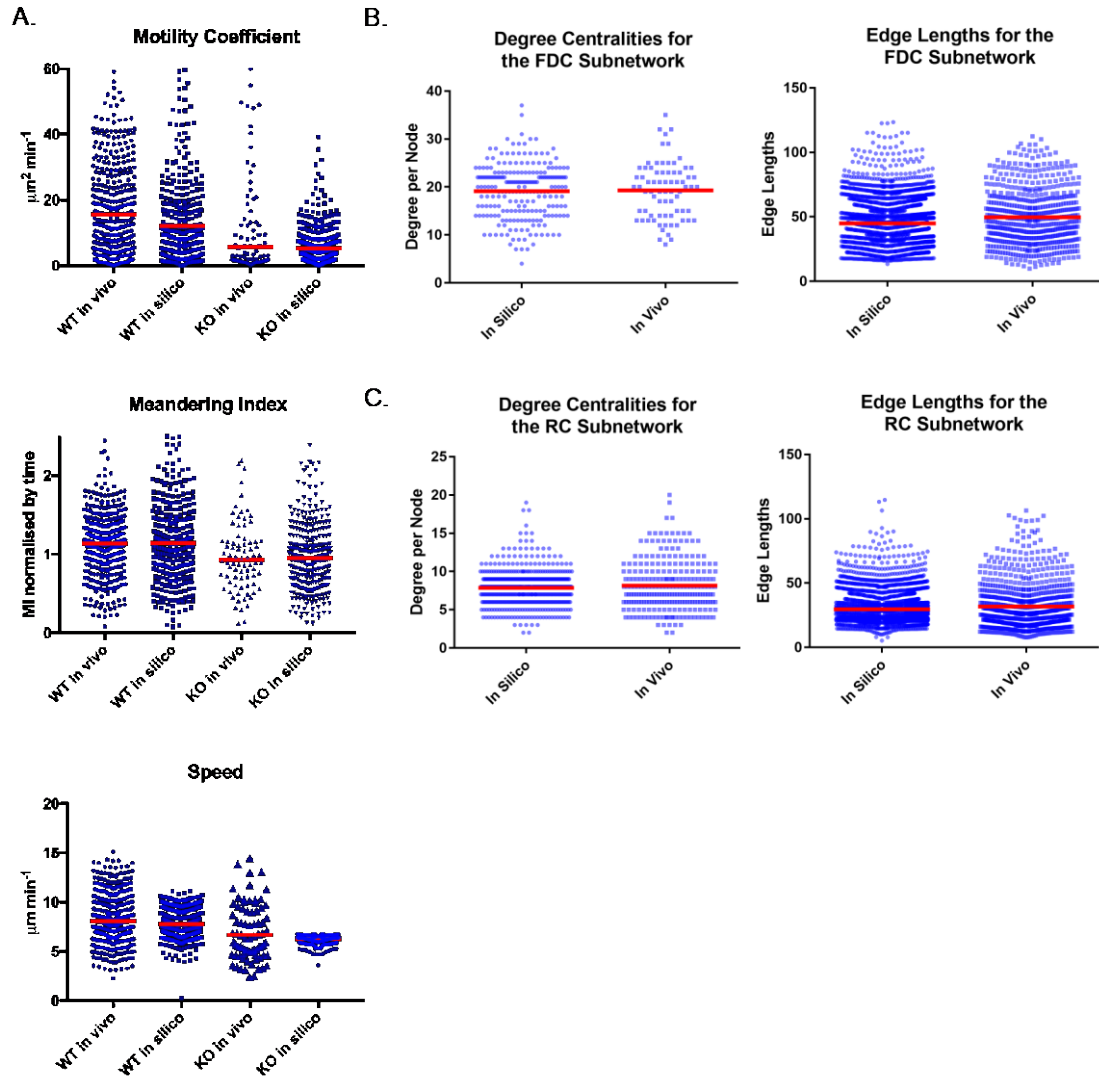 A.
Motility Coefficient
60
40
20
0
μm² min⁻¹
WT in vivo
WT in silico
KO in vivo
KO in silico
Meandering Index
2
1
0
MI normalised by time
WT in vivo
WT in silico
KO in vivo
KO in silico
Speed
20
15
10
5
0
μm min⁻¹
WT in vivo
WT in silico
KO in vivo
KO in silico
B.
Degree Centralities for
the FDC Subnetwork
40
30
20
10
0
Degree per Node
In Silico
In Vivo
Edge Lengths for the
FDC Subnetwork
150
100
50
0
Edge Lengths
In Silico
In Vivo
C.
Degree Centralities for
the RC Subnetwork
25
20
15
10
5
0
Degree per Node
In Silico
In Vivo
Edge Lengths for the
RC Subnetwork
150
100
50
0
Edge Lengths
In Silico
In Vivo